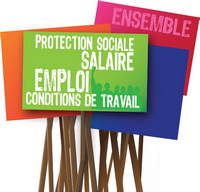 ENSEMBLE
PROTECTION SOCIALE
SALAIRE
EMPLOI
CONDITIONS DE TRAVAIL